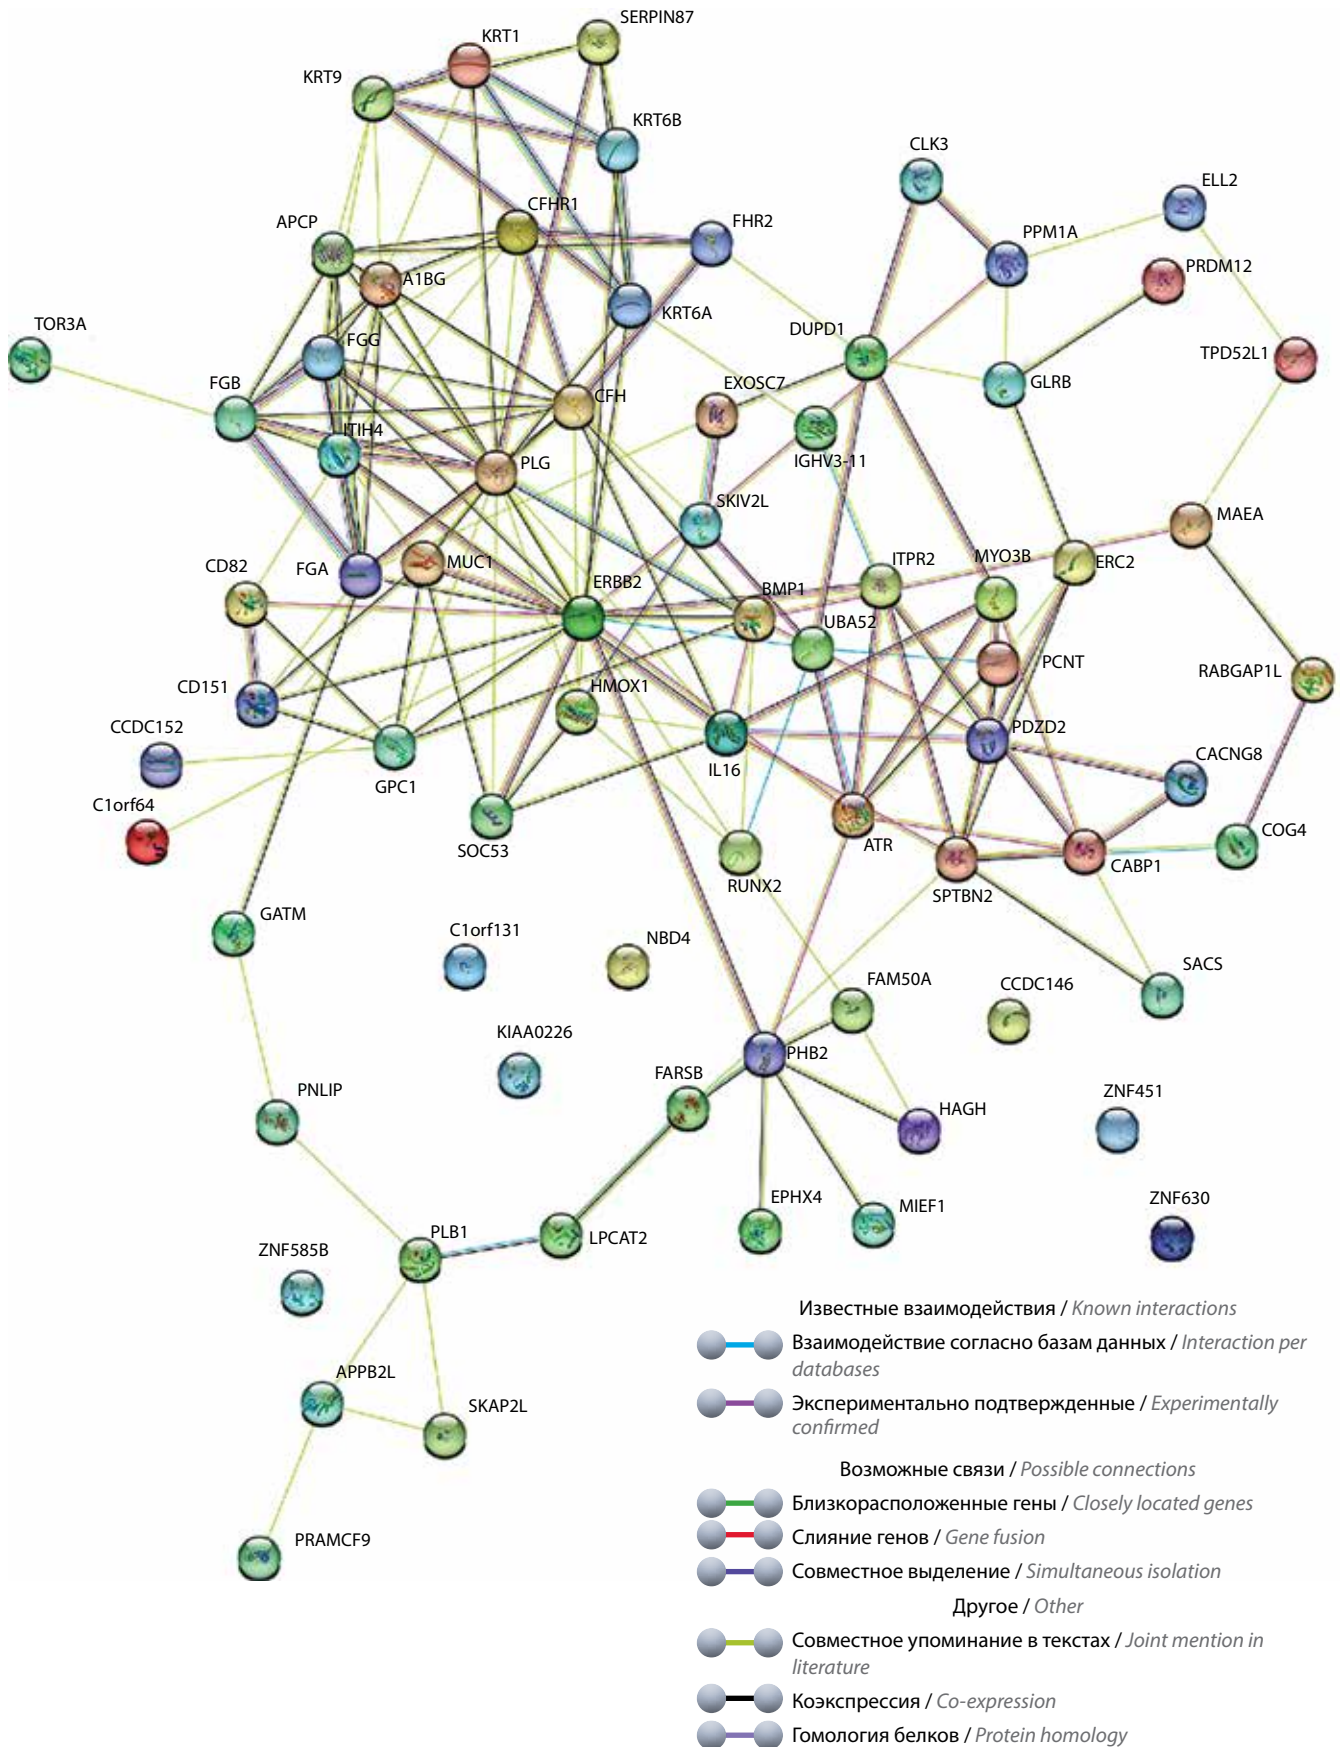 SERPIN87
KRT1
KRT9
KRT6B
CLK3
ELL2
CFHR1
APCP
FHR2
PPM1A
PRDM12
A1BG
KRT6A
TOR3A
DUPD1
FGG
TPD52L1
FGB
EXOSC7
GLRB
CFH
ITIH4
IGHV3-11
PLG
SKIV2L
MAEA
CD82
FGA
MUC1
ERBB2
BMP1
ITPR2
MYO3B
ERC2
UBA52
PCNT
RABGAP1L
CD151
HMOX1
CCDC152
PDZD2
CACNG8
GPC1
IL16
C1orf64
SOC53
ATR
COG4
RUNX2
SPTBN2
CABP1
GATM
C1orf131
NBD4
SACS
FAM50A
CCDC146
KIAA0226
PHB2
FARSB
PNLIP
HAGH
ZNF451
EPHX4
MIEF1
ZNF630
PLB1
LPCAT2
ZNF585B
APPB2L
SKAP2L
PRAMCF9
Известные взаимодействия / Known interactions
Взаимодействие согласно базам данных / Interaction per
databases
Экспериментально подтвержденные / Experimentally
confirmed
Возможные связи / Possible connections
Близкорасположенные гены / Closely located genes
Слияние генов / Gene fusion
Совместное выделение / Simultaneous isolation
Другое / Other
Совместное упоминание в текстах / Joint mention in
literature
Коэкспрессия / Co-expression
Гомология белков / Protein homology